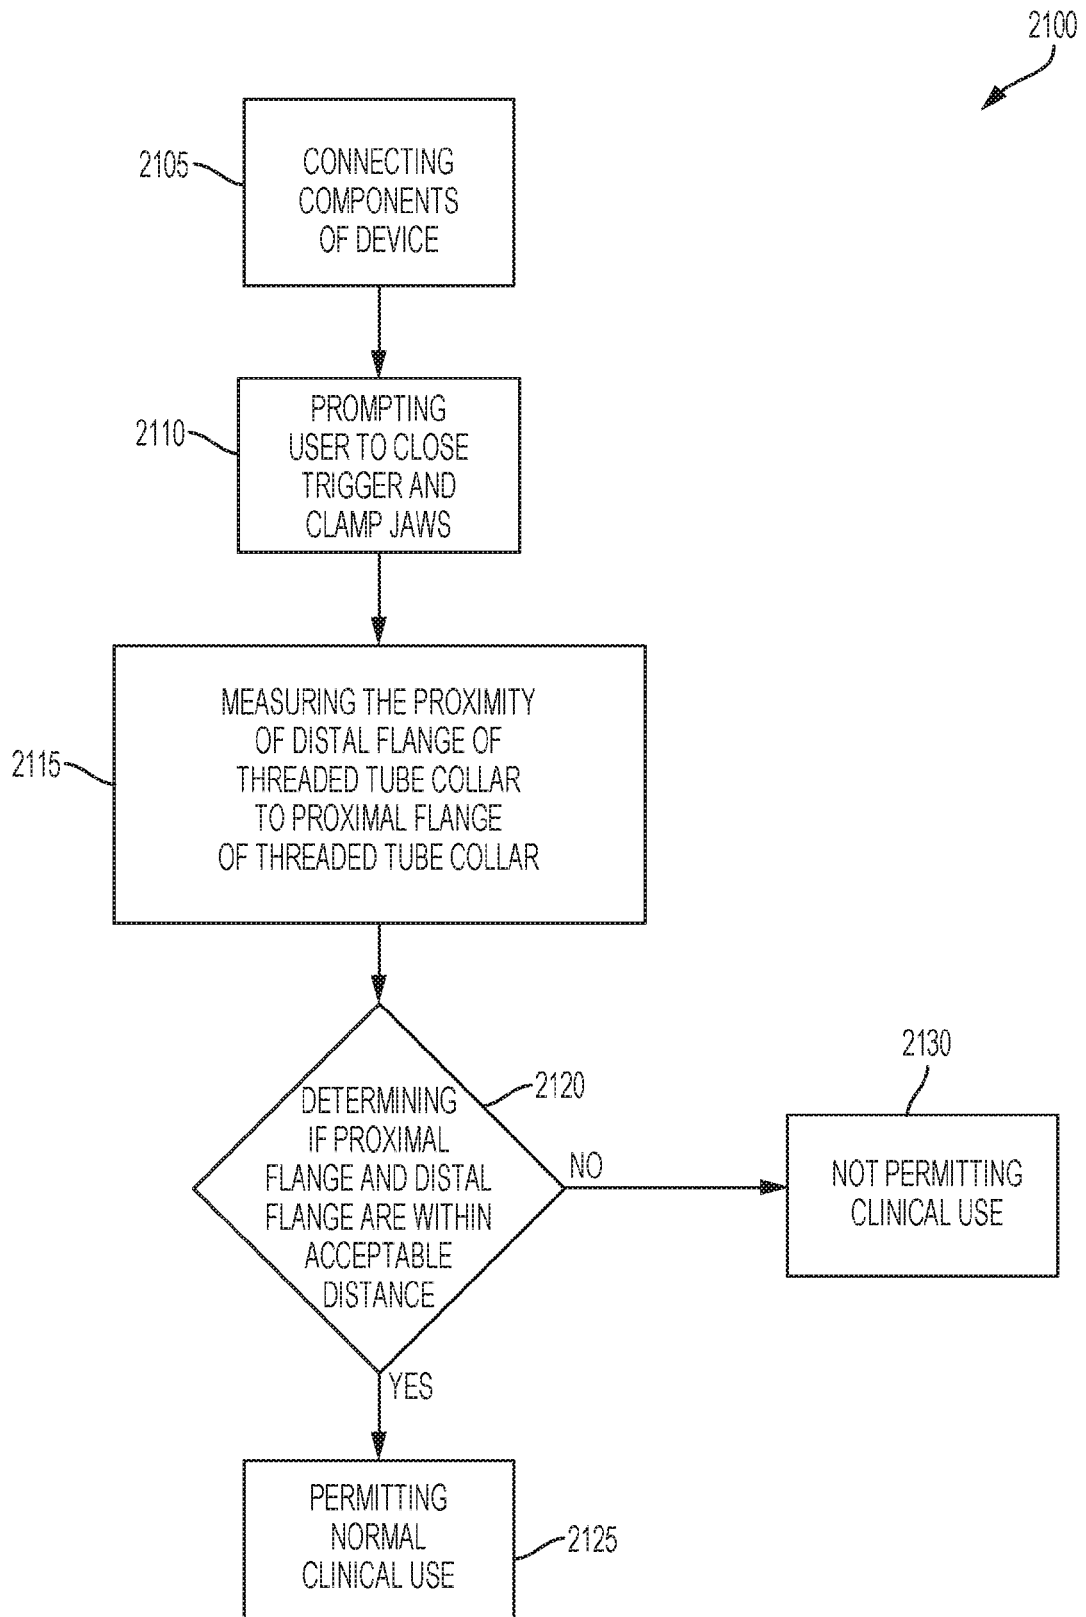 2100
2105
CONNECTING
COMPONENTS
OF DEVICE
2110
PROMPTING
USER TO CLOSE
TRIGGER AND
CLAMP JAWS
2115
MEASURING THE PROXIMITY
OF DISTAL FLANGE OF
THREADED TUBE COLLAR
TO PROXIMAL FLANGE
OF THREADED TUBE COLLAR
2120
DETERMINING
IF PROXIMAL
FLANGE AND DISTAL
FLANGE ARE WITHIN
ACCEPTABLE
DISTANCE
NO
2130
NOT PERMITTING
CLINICAL USE
YES
PERMITTING
NORMAL
CLINICAL USE
2125